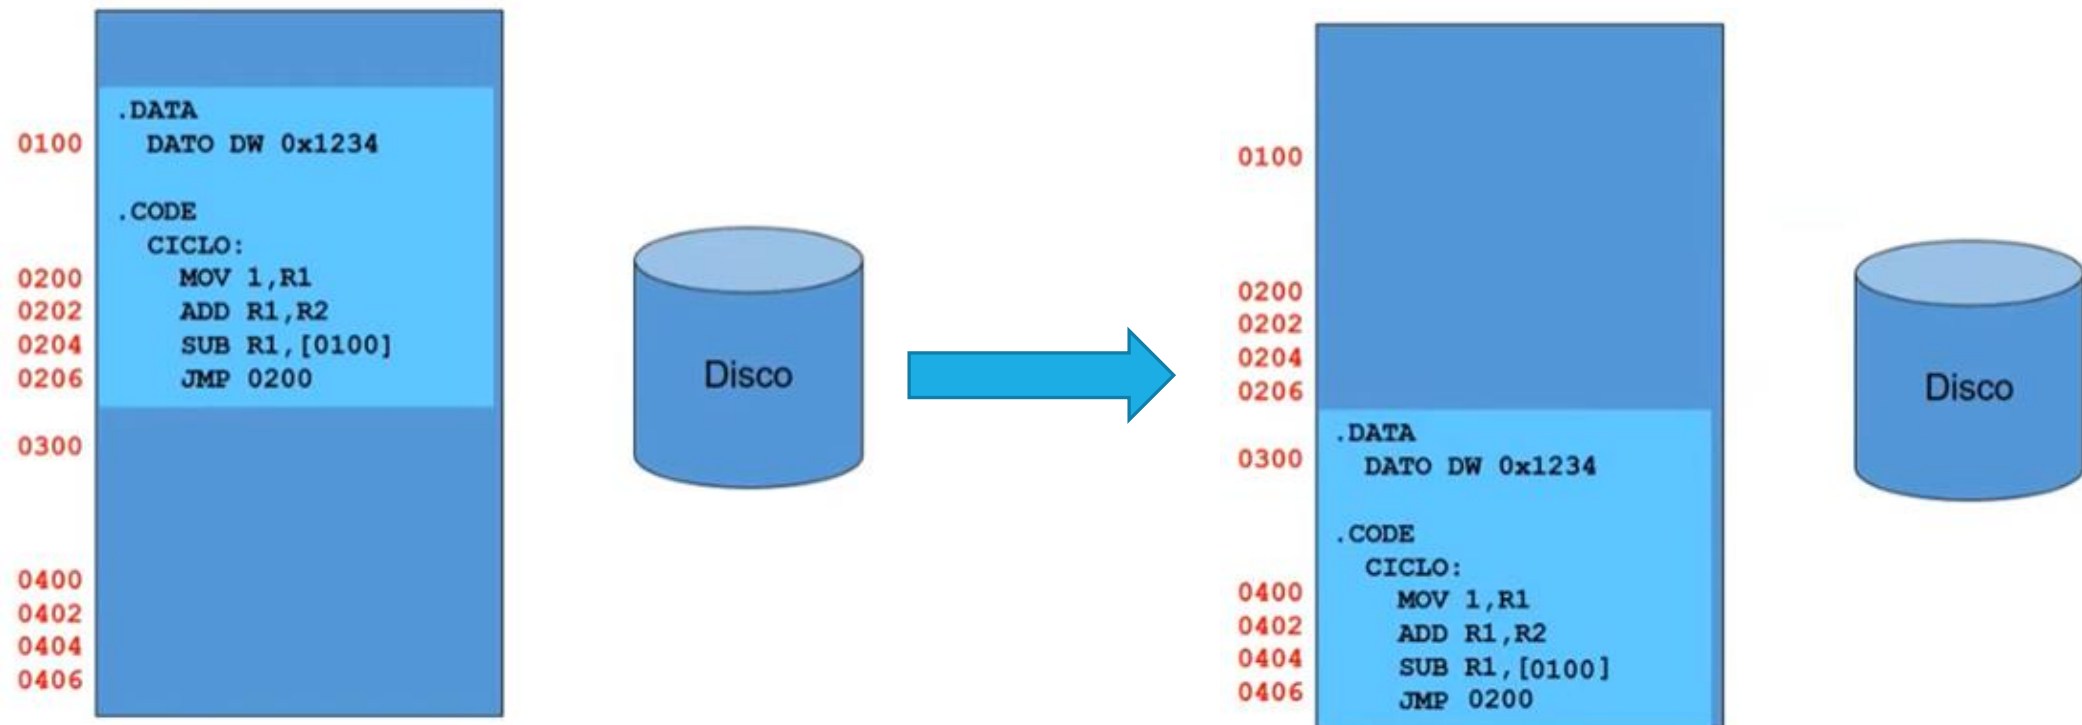 .DATA
0100 DATO DW 0x1234
.CODE
CICLO:
0200 MOV 1,R1
0202 ADD R1,R2
0204 SUB R1,[0100]
0206 JMP 0200
0300
0400
0402
0404
0406
Disco
0100
0200
0202
0204
0206
.DATA
0300 DATO DW 0x1234
.CODE
CICLO:
0400 MOV 1,R1
0402 ADD R1,R2
0404 SUB R1,[0100]
0406 JMP 0200
Disco